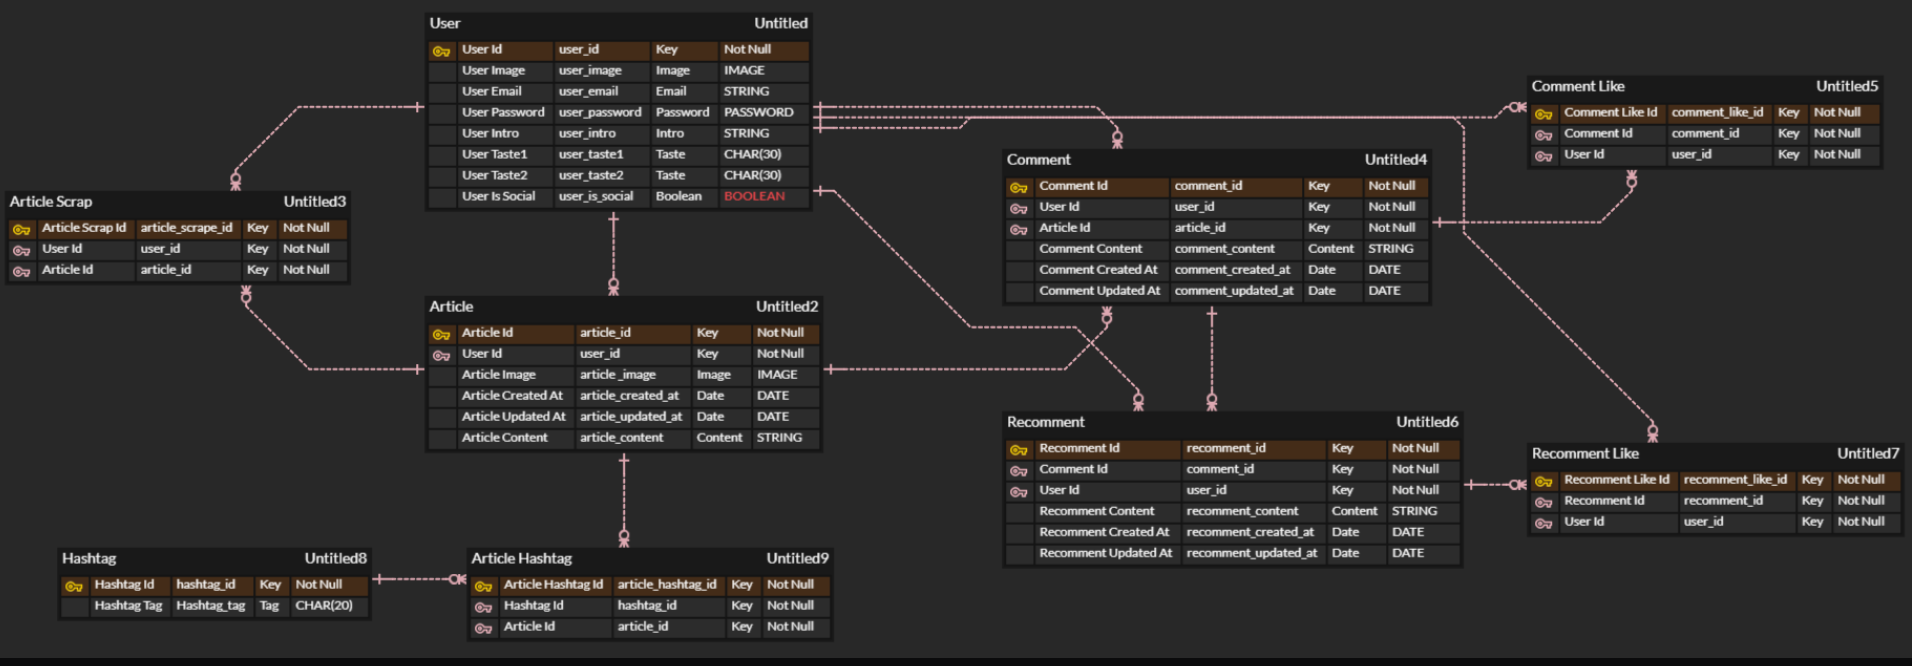 User Untitled
User Id user_id Key Not Null
User Image user_image Image IMAGE
User Email user_email Email STRING
User Password user_password Password PASSWORD
User Intro user_intro Intro STRING
User Taste1 user_taste1 Taste CHAR(30)
User Taste2 user_taste2 Taste CHAR(30)
User Is Social user_is_social Boolean BOOLEAN
Comment Like Untitled5
Comment Like Id comment_like_id Key Not Null
Comment Id comment_id Key Not Null
User Id user_id Key Not Null
Comment Untitled4
Comment Id comment_id Key Not Null
User Id user_id Key Not Null
Article Id article_id Key Not Null
Comment Content comment_content Content STRING
Comment Created At comment_created_at Date DATE
Comment Updated At comment_updated_at Date DATE
Article Scrap Untitled3
Article Scrap Id article_scrape_id Key Not Null
User Id user_id Key Not Null
Article Id article_id Key Not Null
Article Untitled2
Article Id article_id Key Not Null
User Id user_id Key Not Null
Article Image article_image Image IMAGE
Article Created At article_created_at Date DATE
Article Updated At article_updated_at Date DATE
Article Content article_content Content STRING
Recomment Untitled6
Recomment Id recomment_id Key Not Null
Comment Id comment_id Key Not Null
User Id user_id Key Not Null
Recomment Content recomment_content Content STRING
Recomment Created At recomment_created_at Date DATE
Recomment Updated At recomment_updated_at Date DATE
Recomment Like Untitled7
Recomment Like Id recomment_like_id Key Not Null
Recomment Id recomment_id Key Not Null
User Id user_id Key Not Null
Hashtag Untitled8
Hashtag Id hashtag_id Key Not Null
Hashtag Tag Hashtag_tag Tag CHAR(20)
Article Hashtag Untitled9
Article Hashtag Id article_hashtag_id Key Not Null
Hashtag Id hashtag_id Key Not Null
Article Id article_id Key Not Null